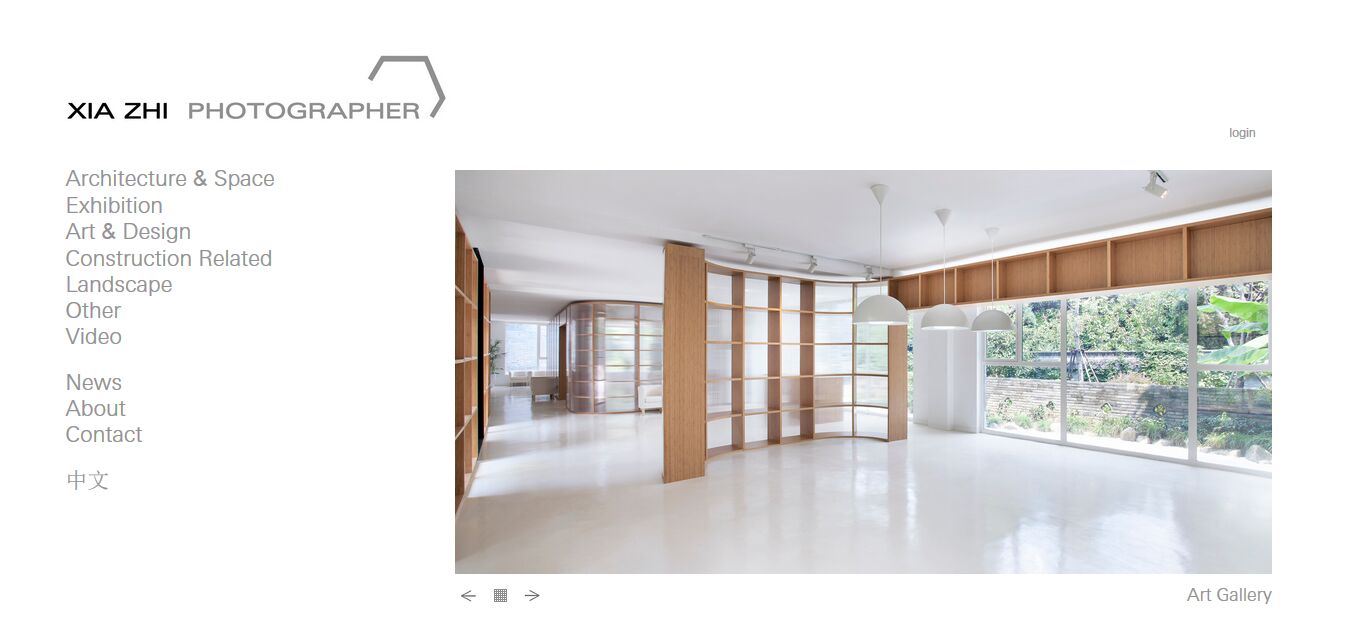 XIA ZHI PHOTOGRAPHER
login
Architecture & Space
Exhibition
Art & Design
Construction Related
Landscape
Other
Video
News
About
Contact
中文
Art Gallery